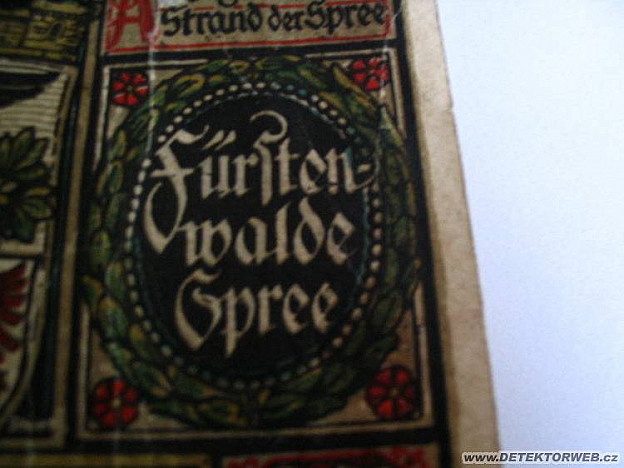 Strand der Spree
Fürsten-
walde
Spree
www.DETEKTORWEB.cz